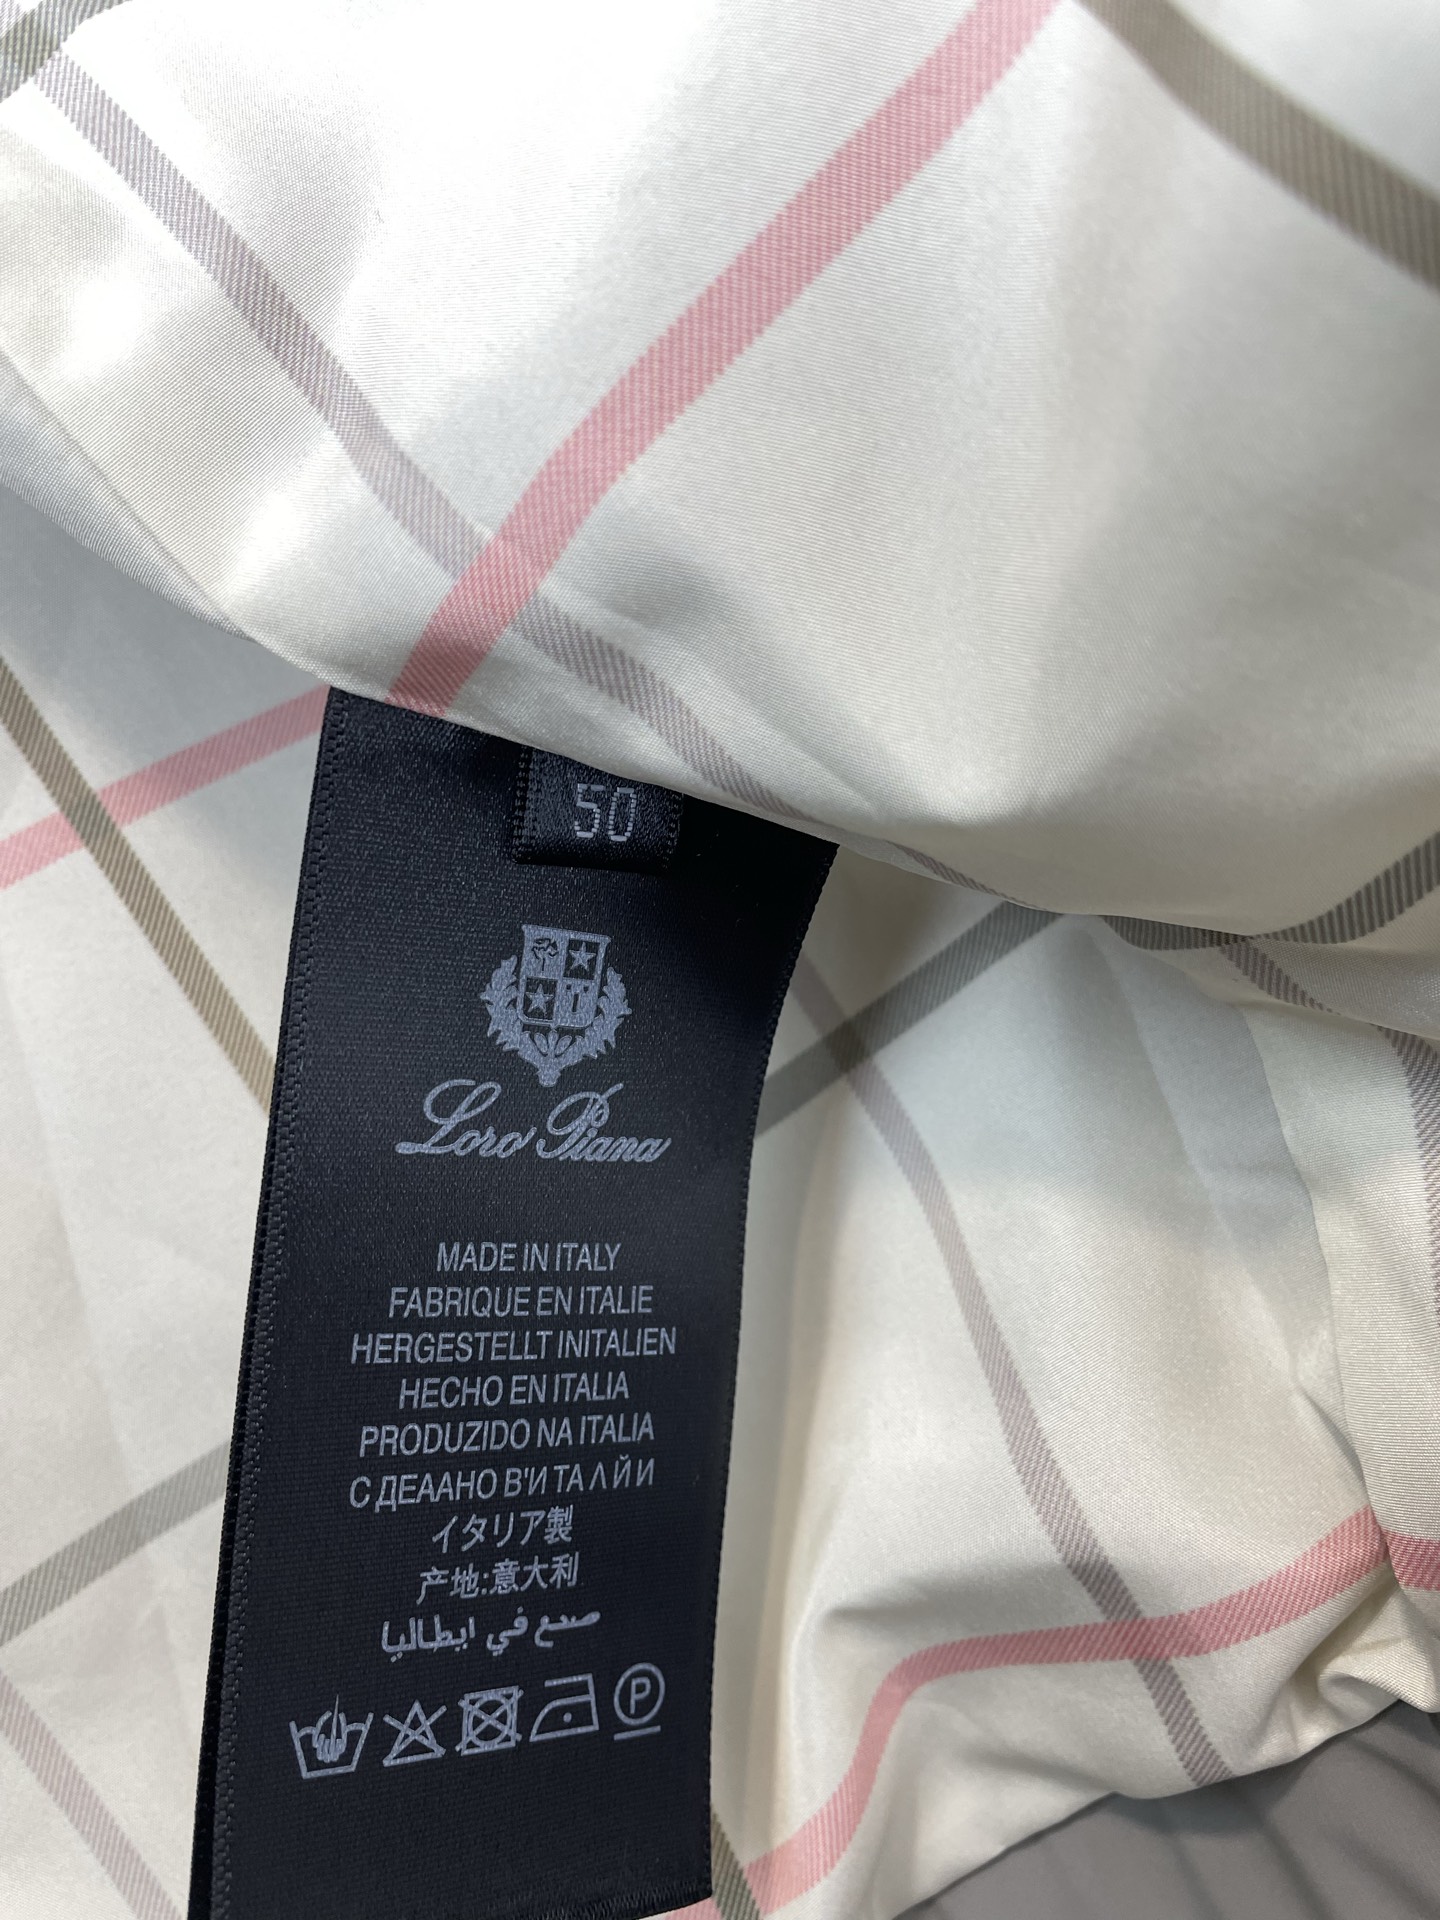 50
Loro Piana
MADE IN ITALY
FABRIQUE EN ITALIE
HERGESTELLT INITALIEN
HECHO EN ITALIA
PRODUZIDO NA ITALIA
С ДЕААНО В'И ТАЛЙИ
イタリア製
产地:意大利
صنع في ايطاليا
P